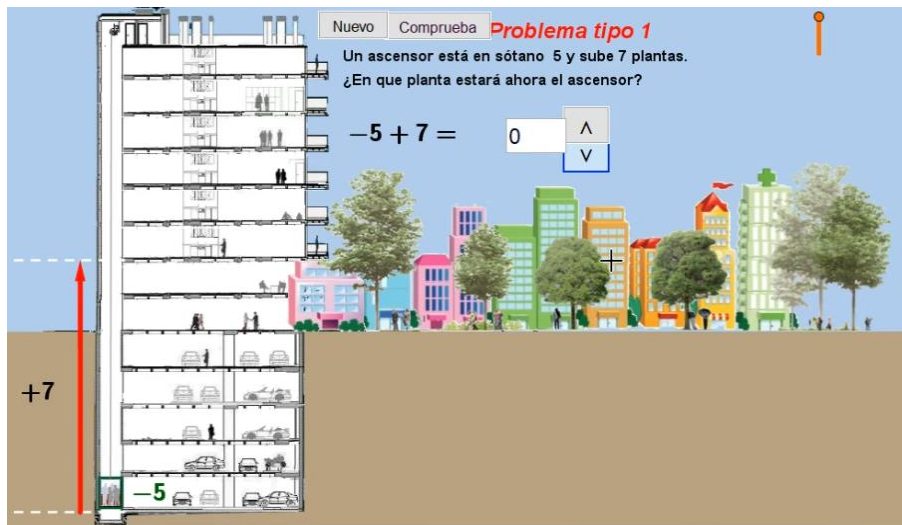 Nuevo Comprueba Problema tipo 1
Un ascensor está en sótano 5 y sube 7 plantas.
¿En que planta estará ahora el ascensor?
−5 + 7 = 0
+7
−5